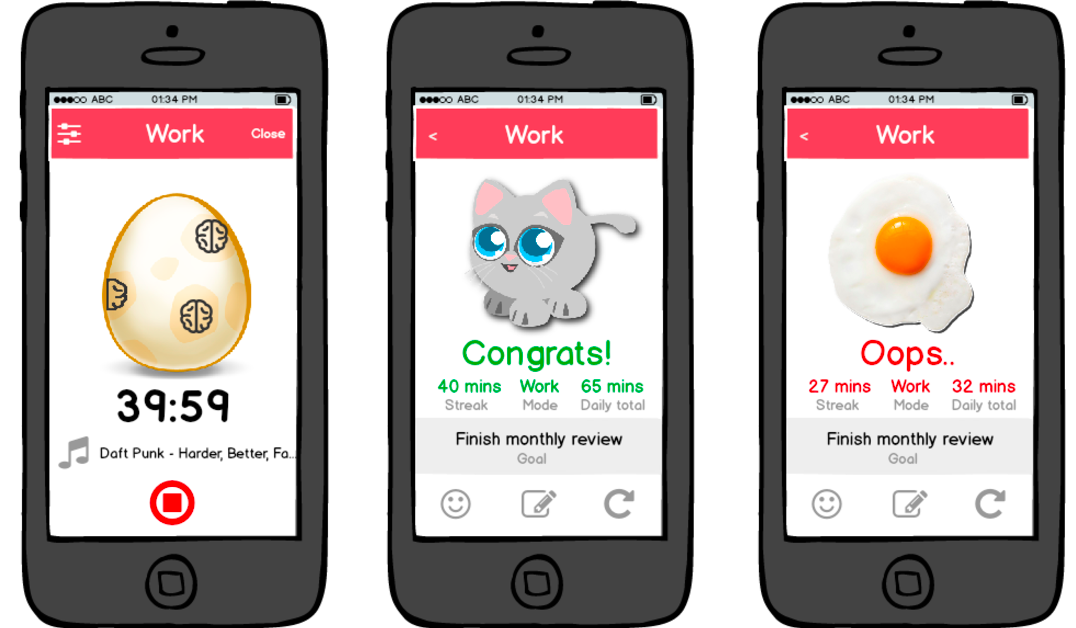 ABC 01:34 PM
Work Close
39:59
Daft Punk - Harder, Better, Fa...
ABC 01:34 PM
< Work
Congrats!
40 mins Work 65 mins
Streak Mode Daily total
Finish monthly review
Goal
ABC 01:34 PM
< Work
Oops..
27 mins Work 32 mins
Streak Mode Daily total
Finish monthly review
Goal